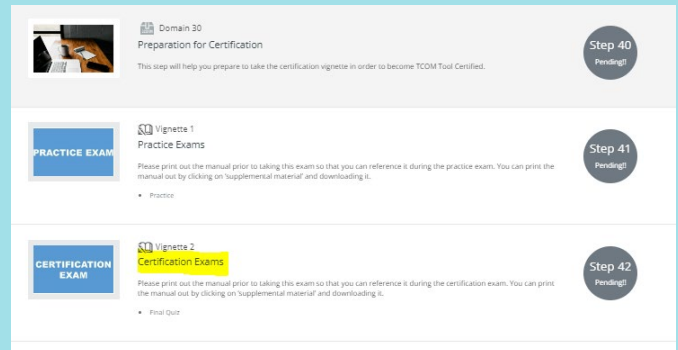 Domain 30
Preparation for Certification
This step will help you prepare to take the certification vignette in order to become TCOM Tool Certified.
Step 40
Pending!!
PRACTICE EXAM
Vignette 1
Practice Exams
Please print out the manual prior to taking this exam so that you can reference it during the practice exam. You can print the
manual out by clicking on 'supplemental material' and downloading it.
• Practice
Step 41
Pending!!
CERTIFICATION
EXAM
Vignette 2
Certification Exams
Please print out the manual prior to taking this exam so that you can reference it during the certification exam. You can print
the manual out by clicking on 'supplemental material' and downloading it.
• Final Quiz
Step 42
Pending!!